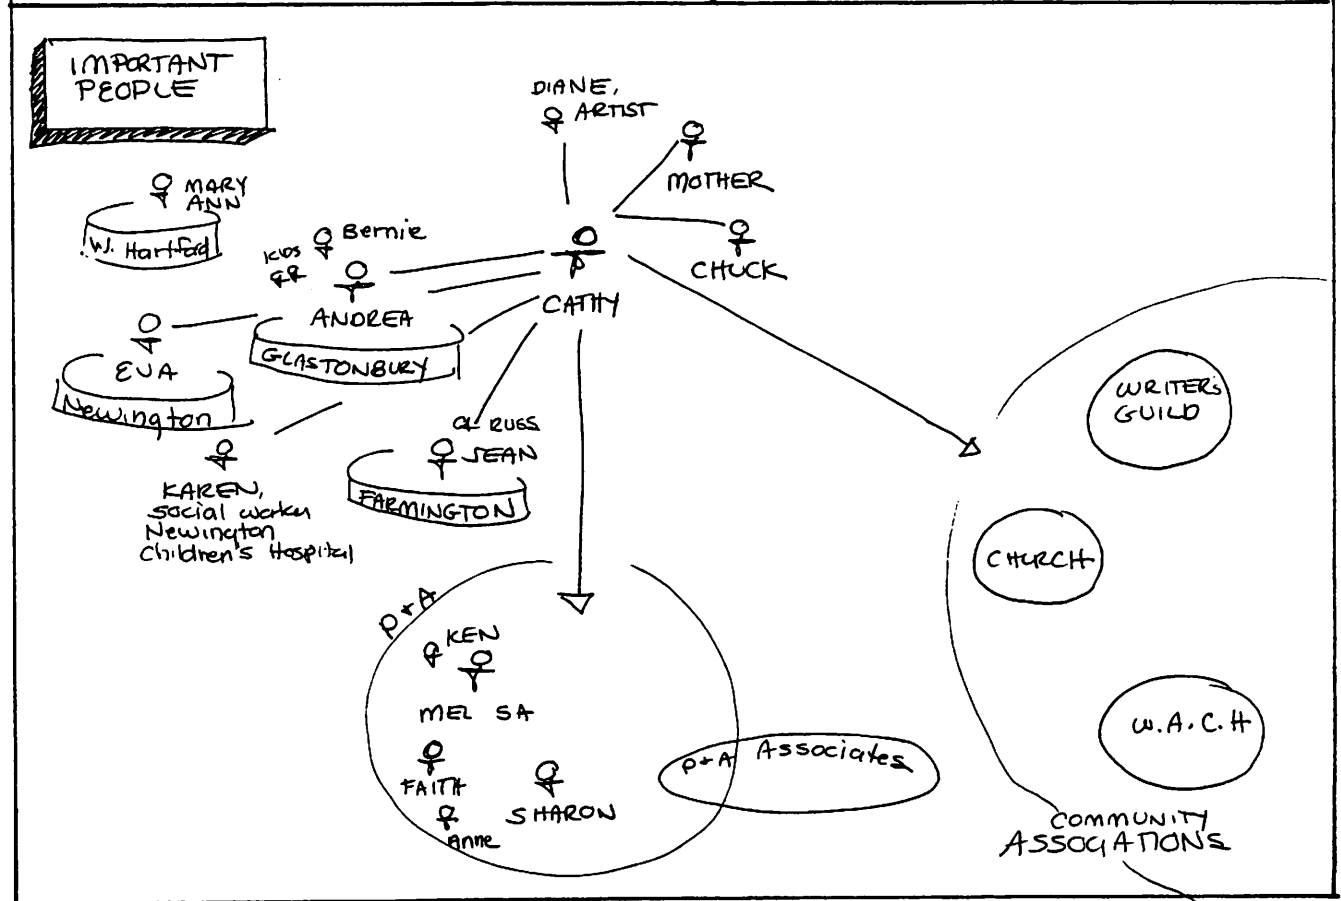 IMPORTANT
PEOPLE
DIANE,
ARTIST
MOTHER
CHUCK
MARY
ANN
W. Hartford
Bernie
KIDS
ANDREA
GLASTONBURY
CATHY
EVA
Newington
KAREN,
social worker
Newington
Children's Hospital
RUSS
JEAN
FARMINGTON
P+A
KEN
MEL SA
FAITH
Anne
SHARON
P+A Associates
WRITER'S
GUILD
CHURCH
W.A.C.H
COMMUNITY
ASSOCIATIONS